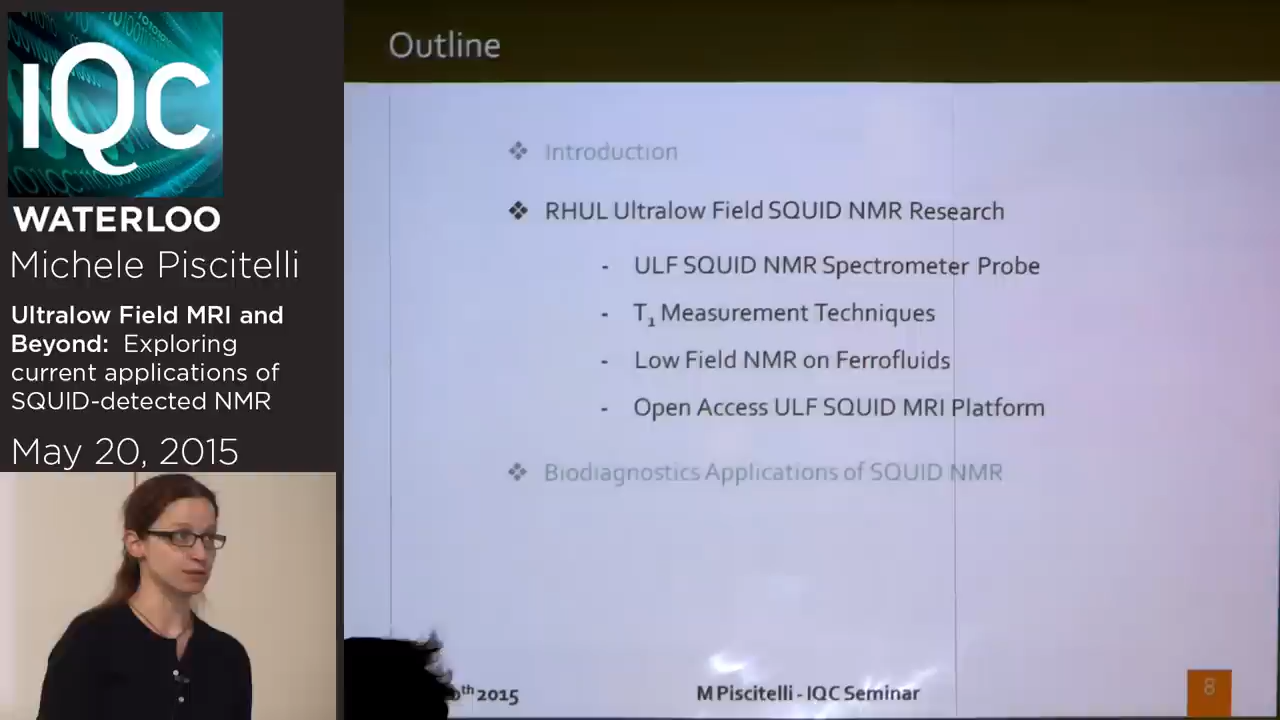 IQC
WATERLOO
Michele Piscitelli
Ultralow Field MRI and
Beyond: Exploring
current applications of
SQUID-detected NMR
May 20, 2015
Outline
❖ Introduction
❖ RHUL Ultralow Field SQUID NMR Research
- ULF SQUID NMR Spectrometer Probe
- T₁ Measurement Techniques
- Low Field NMR on Ferrofluids
- Open Access ULF SQUID MRI Platform
❖ Biodiagnostics Applications of SQUID NMR
2015
M Piscitelli - IQC Seminar
8